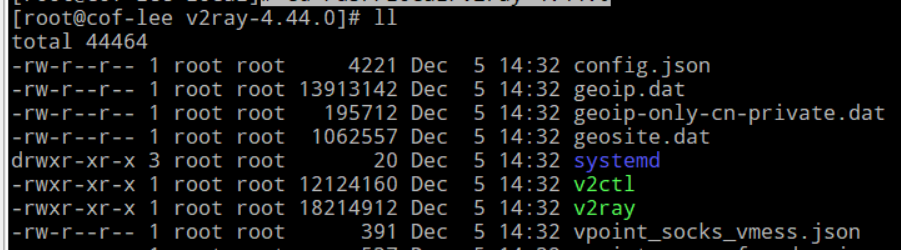 [root@cof-lee v2ray-4.44.0]# ll
total 44464
-rw-r--r-- 1 root root     4221 Dec  5 14:32 config.json
-rw-r--r-- 1 root root 13913142 Dec  5 14:32 geoip.dat
-rw-r--r-- 1 root root   195712 Dec  5 14:32 geoip-only-cn-private.dat
-rw-r--r-- 1 root root  1062557 Dec  5 14:32 geosite.dat
drwxr-xr-x 3 root root       20 Dec  5 14:32 systemd
-rwxr-xr-x 1 root root 12124160 Dec  5 14:32 v2ctl
-rwxr-xr-x 1 root root 18214912 Dec  5 14:32 v2ray
-rw-r--r-- 1 root root      391 Dec  5 14:32 vpoint_socks_vmess.json